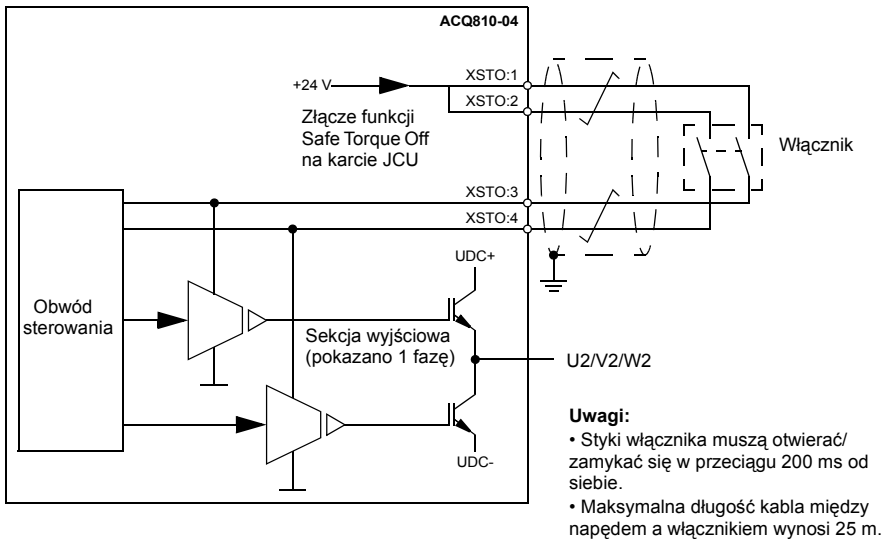 ACQ810-04
XSTO:1
+24 V
XSTO:2
Złącze funkcji
Safe Torque Off
na karcie JCU
Włącznik
XSTO:3
XSTO:4
UDC+
Obwód
sterowania
Sekcja wyjściowa
(pokazano 1 fazę)
U2/V2/W2
UDC-
Uwagi:
• Styki włącznika muszą otwierać/
zamykać się w przeciągu 200 ms od
siebie.
• Maksymalna długość kabla między
napędem a włącznikiem wynosi 25 m.